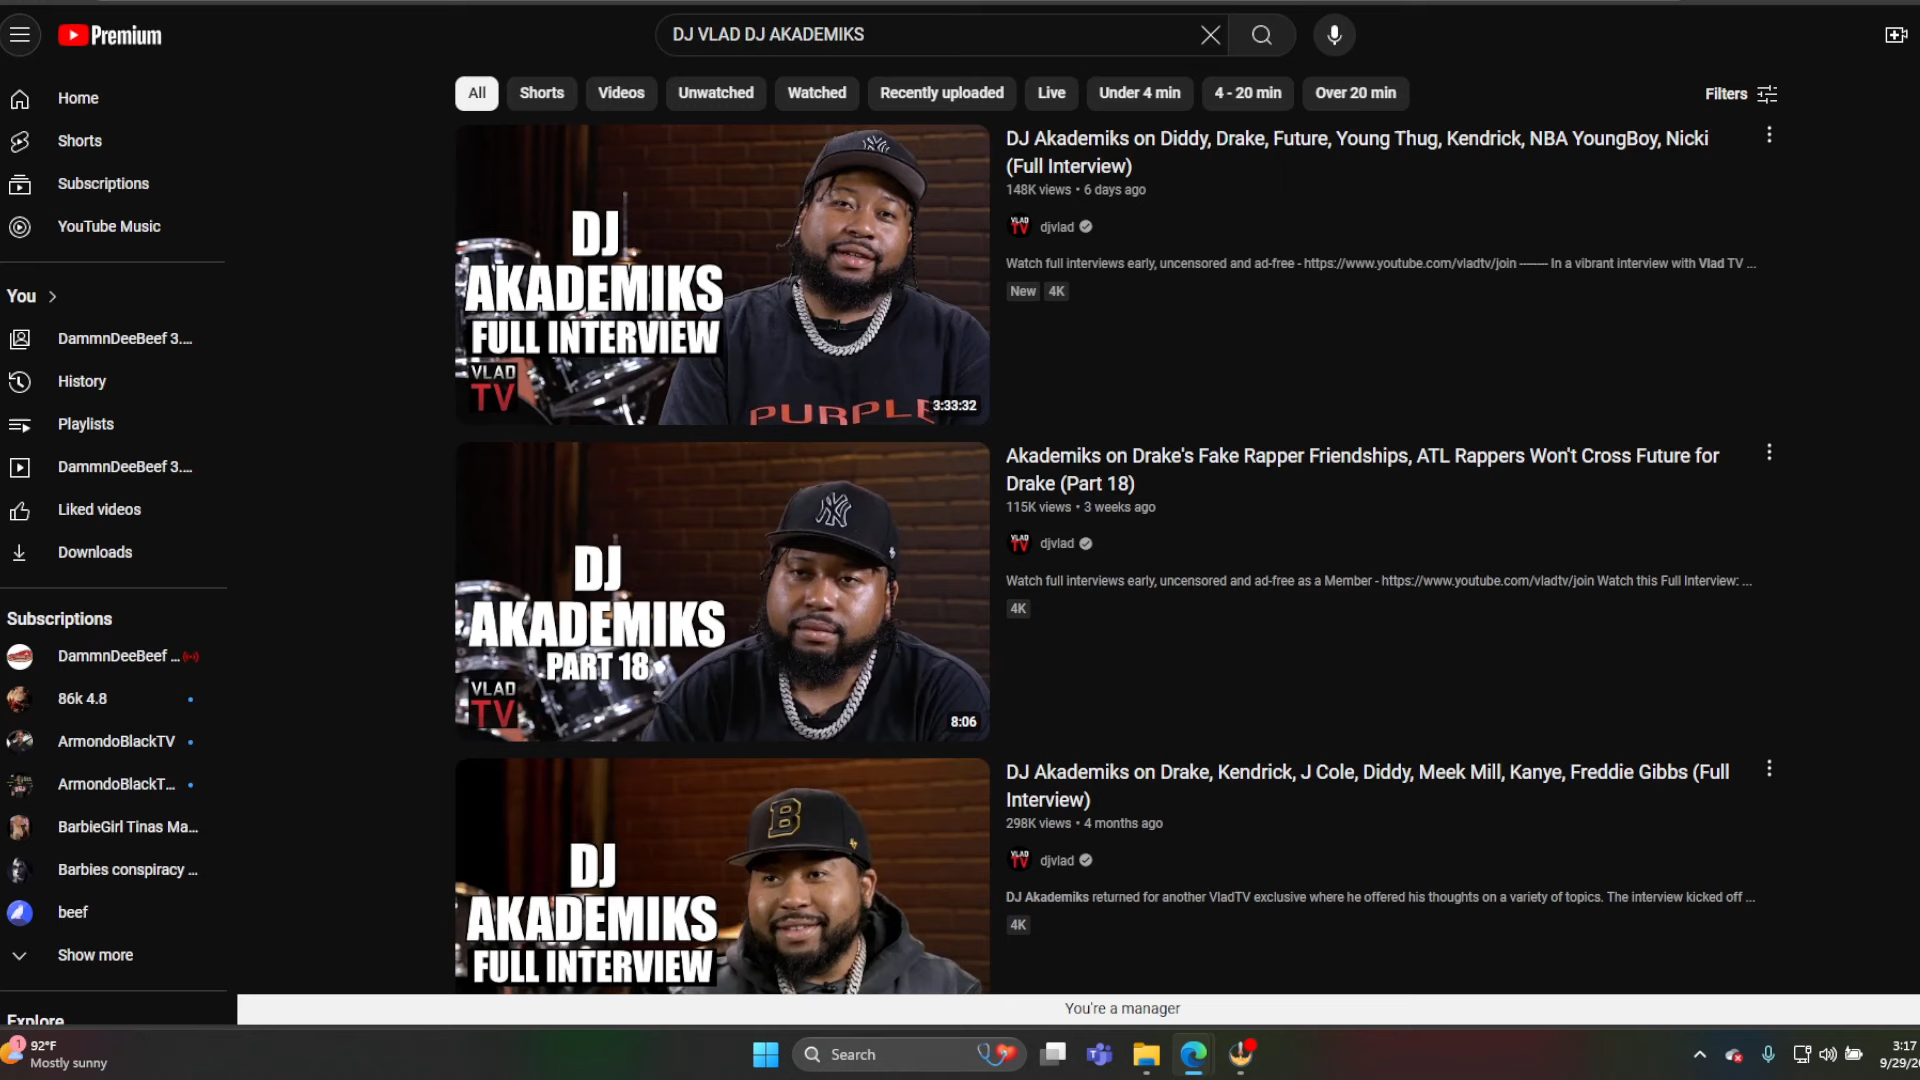 Premium
DJ VLAD DJ AKADEMIKS
All
Shorts
Videos
Unwatched
Watched
Recently uploaded
Live
Under 4 min
4 - 20 min
Over 20 min
Filters
Home
Shorts
Subscriptions
YouTube Music
You
DammnDeeBeef 3....
History
Playlists
DammnDeeBeef 3....
Liked videos
Downloads
Subscriptions
DammnDeeBeef ...
86k 4.8
ArmondoBlackTV
ArmondoBlackT...
BarbieGirl Tinas Ma...
Barbies conspiracy ...
beef
Show more
Explore
DJ
AKADEMIKS
FULL INTERVIEW
VLAD
TV
PURPLE
3:33:32
DJ Akademiks on Diddy, Drake, Future, Young Thug, Kendrick, NBA YoungBoy, Nicki
(Full Interview)
148K views • 6 days ago
VLAD
TV
djvlad
Watch full interviews early, uncensored and ad-free - https://www.youtube.com/vladtv/join -------- In a vibrant interview with Vlad TV ...
New
4K
DJ
AKADEMIKS
PART 18
VLAD
TV
NY
8:06
Akademiks on Drake's Fake Rapper Friendships, ATL Rappers Won't Cross Future for
Drake (Part 18)
115K views • 3 weeks ago
VLAD
TV
djvlad
Watch full interviews early, uncensored and ad-free as a Member - https://www.youtube.com/vladtv/join Watch this Full Interview: ...
4K
B
DJ
AKADEMIKS
FULL INTERVIEW
DJ Akademiks on Drake, Kendrick, J Cole, Diddy, Meek Mill, Kanye, Freddie Gibbs (Full
Interview)
298K views • 4 months ago
VLAD
TV
djvlad
DJ Akademiks returned for another VladTV exclusive where he offered his thoughts on a variety of topics. The interview kicked off ...
4K
You're a manager
1
92°F
Mostly sunny
Search
3:17
9/29/20